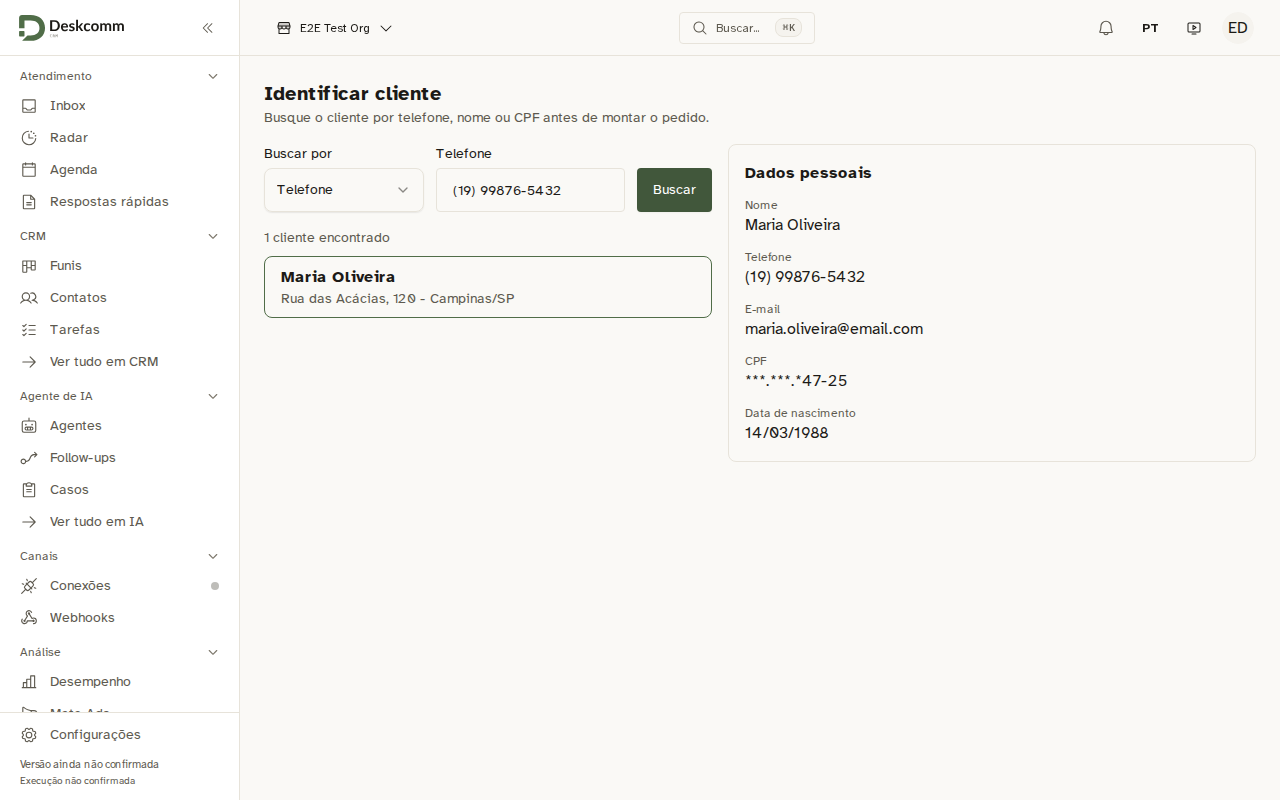 Deskcomm
E2E Test Org
Buscar...
⌘K
PT
ED
Atendimento
Inbox
Radar
Agenda
Respostas rápidas
CRM
Funis
Contatos
Tarefas
Ver tudo em CRM
Agente de IA
Agentes
Follow-ups
Casos
Ver tudo em IA
Canais
Conexões
Webhooks
Análise
Desempenho
Meta Ads
Configurações
Versão ainda não confirmada
Execução não confirmada
Identificar cliente
Busque o cliente por telefone, nome ou CPF antes de montar o pedido.
Buscar por
Telefone
Telefone
(19) 99876-5432
Buscar
1 cliente encontrado
Maria Oliveira
Rua das Acácias, 120 - Campinas/SP
Dados pessoais
Nome
Maria Oliveira
Telefone
(19) 99876-5432
E-mail
maria.oliveira@email.com
CPF
***.***.*47-25
Data de nascimento
14/03/1988